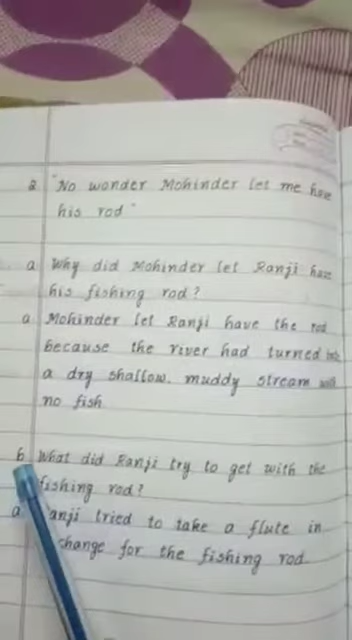 2 "No wonder Mohinder let me have
his rod"
a Why did Mohinder let Ranji have
his fishing rod?
a Mohinder let Ranji have the rod
because the river had turned into
a dry shallow, muddy stream with
no fish
b What did Ranji try to get with the
fishing rod?
a Ranji tried to take a flute in
change for the fishing rod